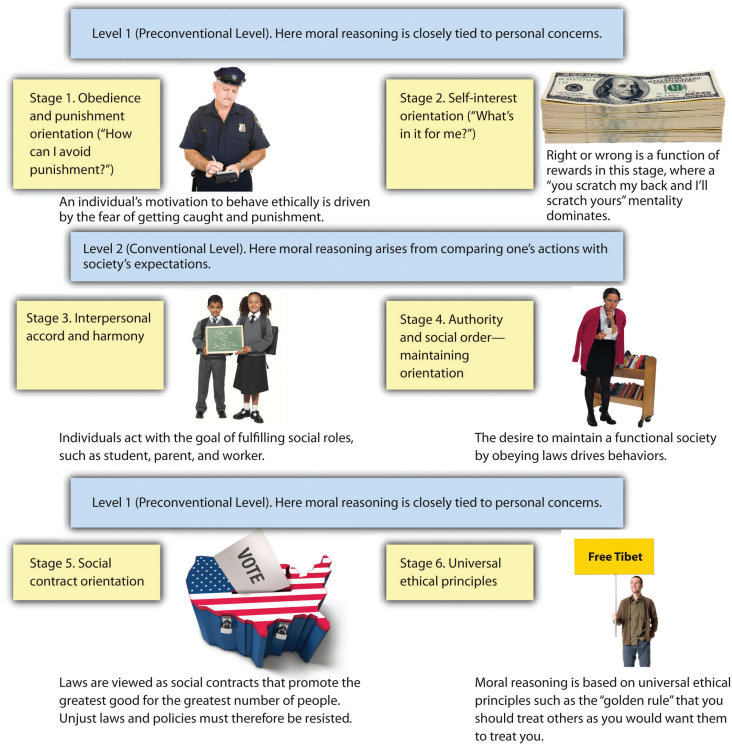 Level 1 (Preconventional Level). Here moral reasoning is closely tied to personal concerns.
Stage 1. Obedience
and punishment
orientation (“How
can I avoid
punishment?”)
An individual’s motivation to behave ethically is driven
by the fear of getting caught and punishment.
Stage 2. Self-interest
orientation (“What’s
in it for me?”)
Right or wrong is a function of
rewards in this stage, where a
“you scratch my back and I’ll
scratch yours” mentality
dominates.
Level 2 (Conventional Level). Here moral reasoning arises from comparing one’s actions with
society’s expectations.
Stage 3. Interpersonal
accord and harmony
BACK
TO
SCHOOL
Individuals act with the goal of fulfilling social roles,
such as student, parent, and worker.
Stage 4. Authority
and social order—
maintaining
orientation
The desire to maintain a functional society
by obeying laws drives behaviors.
Level 1 (Preconventional Level). Here moral reasoning is closely tied to personal concerns.
Stage 5. Social
contract orientation
VOTE
Laws are viewed as social contracts that promote the
greatest good for the greatest number of people.
Unjust laws and policies must therefore be resisted.
Stage 6. Universal
ethical principles
Free Tibet
Moral reasoning is based on universal ethical
principles such as the “golden rule” that you
should treat others as you would want them
to treat you.